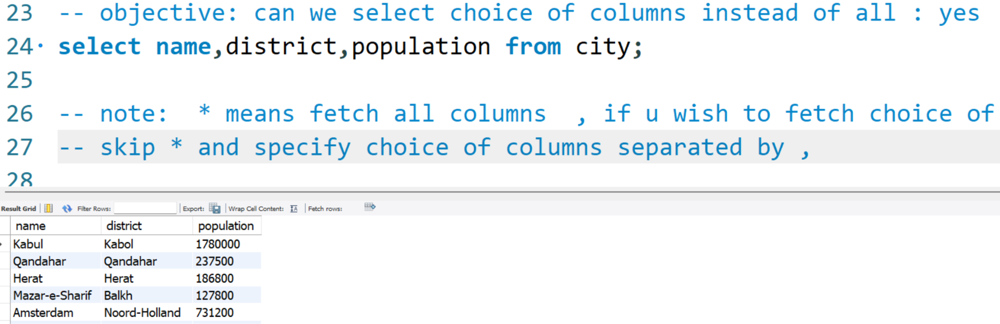 23 -- objective: can we select choice of columns instead of all : yes
24 select name,district,population from city;
25
26 -- note:  * means fetch all columns  , if u wish to fetch choice of
27 -- skip * and specify choice of columns separated by ,
28
Result Grid Filter Rows: Export: Wrap Cell Content: Fetch rows:
name district population
Kabul Kabol 1780000
Qandahar Qandahar 237500
Herat Herat 186800
Mazar-e-Sharif Balkh 127800
Amsterdam Noord-Holland 731200